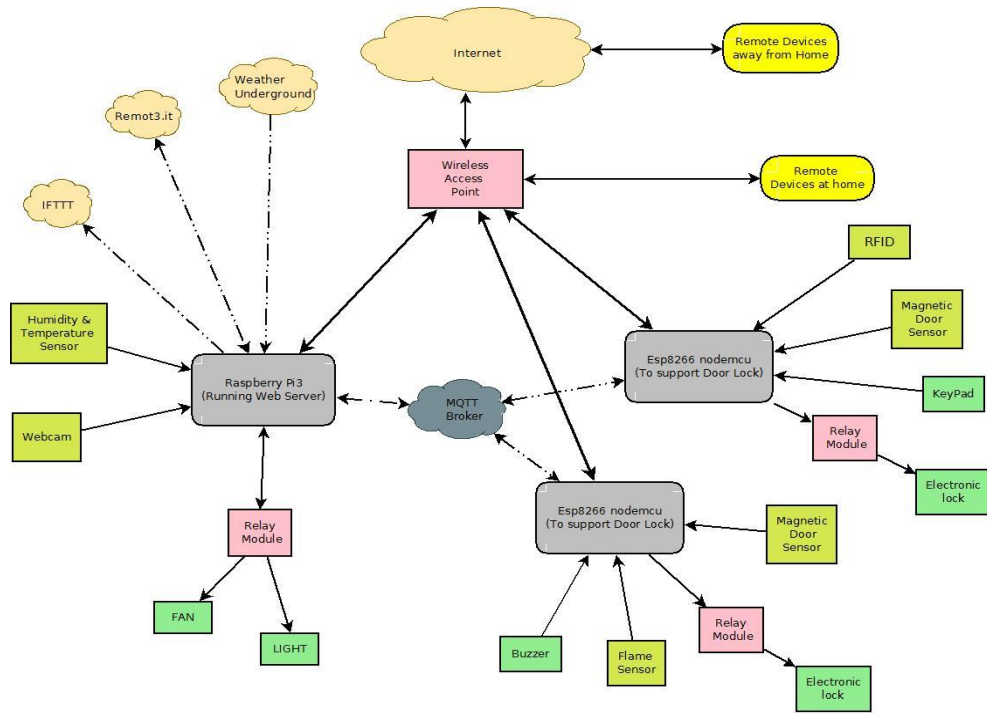 Internet
Remote Devices
away from Home
Weather
Underground
Remot3.it
Wireless
Access
Point
Remote
Devices at home
IFTTT
RFID
Humidity &
Temperature
Sensor
Magnetic
Door
Sensor
Raspberry Pi3
(Running Web Server)
Esp8266 nodemcu
(To support Door Lock)
MQTT
Broker
KeyPad
Webcam
Relay
Module
Electronic
lock
Esp8266 nodemcu
(To support Door Lock)
Magnetic
Door
Sensor
Relay
Module
FAN
LIGHT
Buzzer
Flame
Sensor
Relay
Module
Electronic
lock